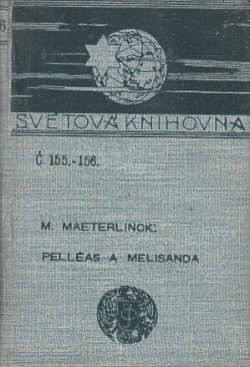 SVĚTOVÁ KNIHOVNA
Č. 155.-156.
M. MAETERLINCK:
PELLÉAS A MELISANDA